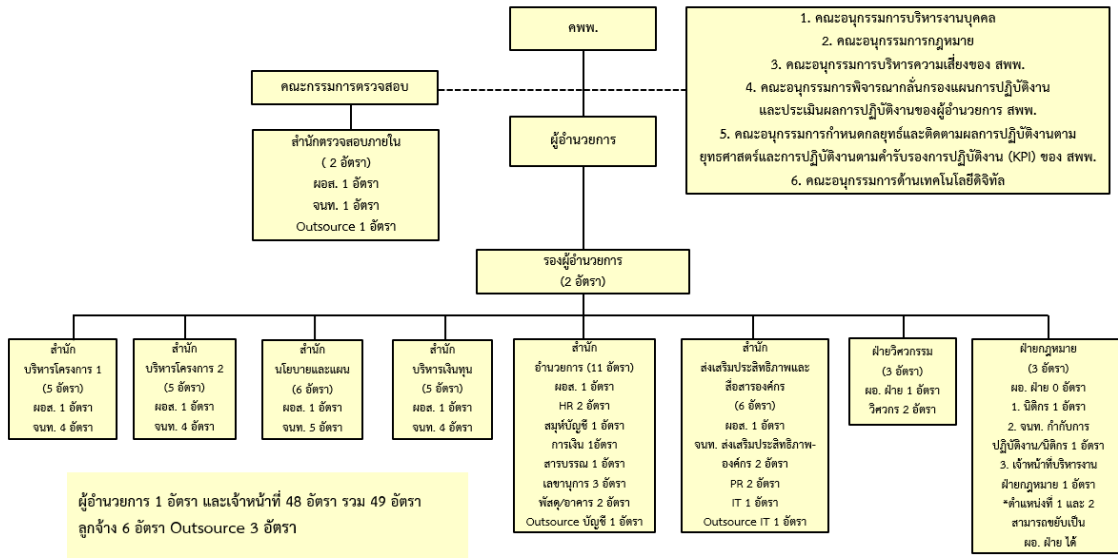 คพพ.
1. คณะอนุกรรมการบริหารงานบุคคล
2. คณะอนุกรรมการกฎหมาย
3. คณะอนุกรรมการบริหารความเสี่ยงของ สพพ.
4. คณะอนุกรรมการพิจารณากลั่นกรองแผนการปฏิบัติงาน
และประเมินผลการปฏิบัติงานของผู้อำนวยการ สพพ.
5. คณะอนุกรรมการกำหนดกลยุทธ์และติดตามผลการปฏิบัติงานตาม
ยุทธศาสตร์และการปฏิบัติงานตามคำรับรองการปฏิบัติงาน (KPI) ของ สพพ.
6. คณะอนุกรรมการด้านเทคโนโลยีดิจิทัล
คณะกรรมการตรวจสอบ
สำนักตรวจสอบภายใน
( 2 อัตรา)
ผอส. 1 อัตรา
จนท. 1 อัตรา
Outsource 1 อัตรา
ผู้อำนวยการ
รองผู้อำนวยการ
(2 อัตรา)
สำนัก
บริหารโครงการ 1
(5 อัตรา)
ผอส. 1 อัตรา
จนท. 4 อัตรา
สำนัก
บริหารโครงการ 2
(5 อัตรา)
ผอส. 1 อัตรา
จนท. 4 อัตรา
สำนัก
นโยบายและแผน
(6 อัตรา)
ผอส. 1 อัตรา
จนท. 5 อัตรา
สำนัก
บริหารเงินทุน
(5 อัตรา)
ผอส. 1 อัตรา
จนท. 4 อัตรา
สำนัก
อำนวยการ (11 อัตรา)
ผอส. 1 อัตรา
HR 2 อัตรา
สมุห์บัญชี 1อัตรา
การเงิน 1อัตรา
สารบรรณ 1 อัตรา
เลขานุการ 3 อัตรา
พัสดุ/อาคาร 2 อัตรา
Outsource บัญชี 1 อัตรา
สำนัก
ส่งเสริมประสิทธิภาพและ
สื่อสารองค์กร
(6 อัตรา)
ผอส. 1 อัตรา
จนท. ส่งเสริมประสิทธิภาพ-
องค์กร 2 อัตรา
PR 2 อัตรา
IT 1 อัตรา
Outsource IT 1 อัตรา
ฝ่ายวิศวกรรม
(3 อัตรา)
ผอ. ฝ่าย 1 อัตรา
วิศวกร 2 อัตรา
ฝ่ายกฎหมาย
(3 อัตรา)
ผอ. ฝ่าย 0 อัตรา
1. นิติกร 1 อัตรา
2. จนท. กำกับการ
ปฏิบัติงาน/นิติกร 1 อัตรา
3. เจ้าหน้าที่บริหารงาน
ฝ่ายกฎหมาย 1 อัตรา
*ตำแหน่งที่ 1 และ 2
สามารถขยับเป็น
ผอ. ฝ่าย ได้
ผู้อำนวยการ 1 อัตรา และเจ้าหน้าที่ 48 อัตรา รวม 49 อัตรา
ลูกจ้าง 6 อัตรา Outsource 3 อัตรา